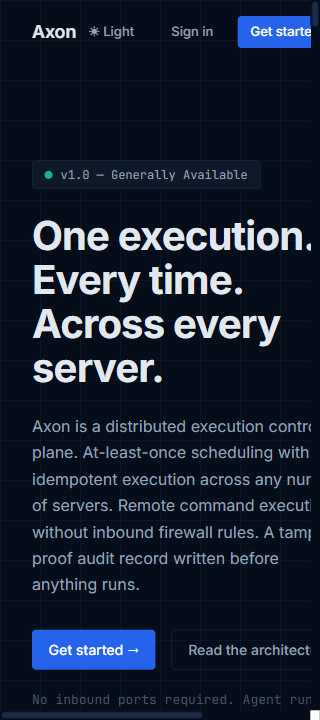 Axon
☀ Light
Sign in
Get starte
v1.0 — Generally Available
One execution.
Every time.
Across every
server.
Axon is a distributed execution contro
plane. At-least-once scheduling with
idempotent execution across any num
of servers. Remote command executi
without inbound firewall rules. A tamp
proof audit record written before
anything runs.
Get started →
Read the architectu
No inbound ports required. Agent run